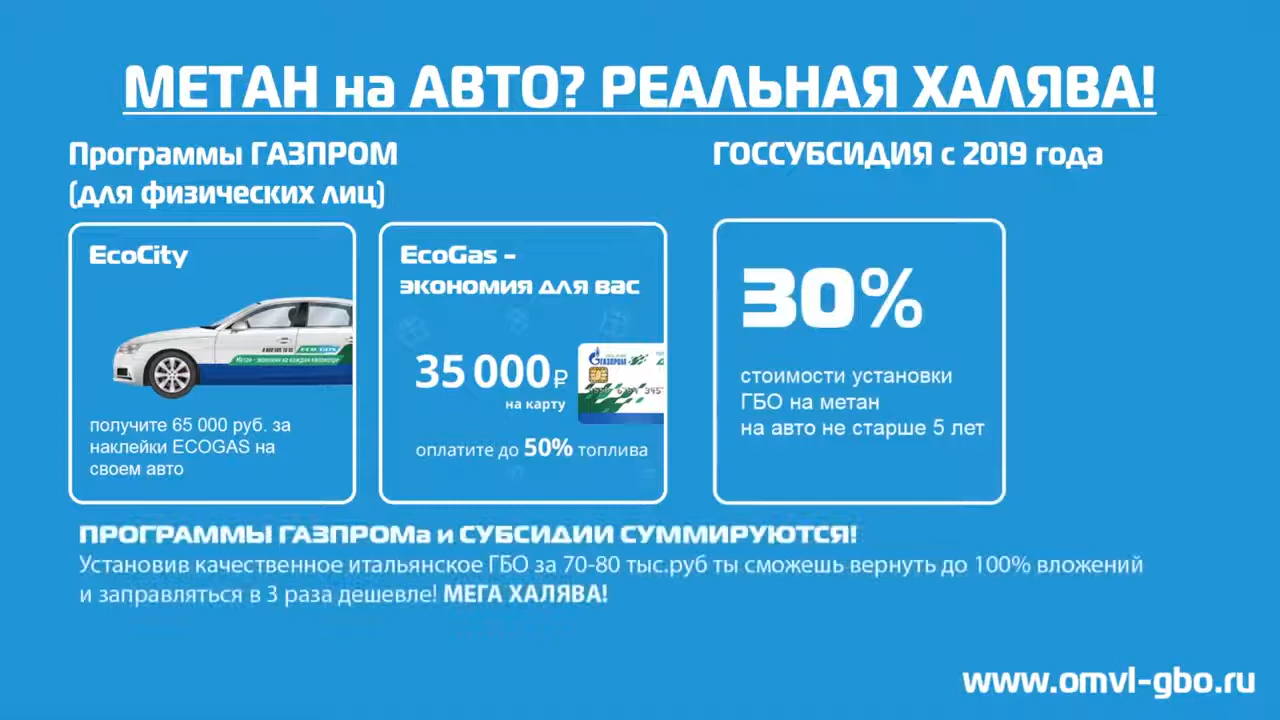 МЕТАН на АВТО? РЕАЛЬНАЯ ХАЛЯВА!
Программы ГАЗПРОМ
(для физических лиц)
ГОССУБСИДИЯ с 2019 года
EcoCity
ECO GAS
получите 65 000 руб. за
наклейки ECOGAS на
своем авто
EcoGas -
экономия для вас
35 000₽
на карту
ГАЗПРОМ
оплатите до 50% топлива
30%
стоимости установки
ГБО на метан
на авто не старше 5 лет
ПРОГРАММЫ ГАЗПРОМа и СУБСИДИИ СУММИРУЮТСЯ!
Установив качественное итальянское ГБО за 70-80 тыс.руб ты сможешь вернуть до 100% вложений
и заправляться в 3 раза дешевле! МЕГА ХАЛЯВА!
www.omvl-gbo.ru